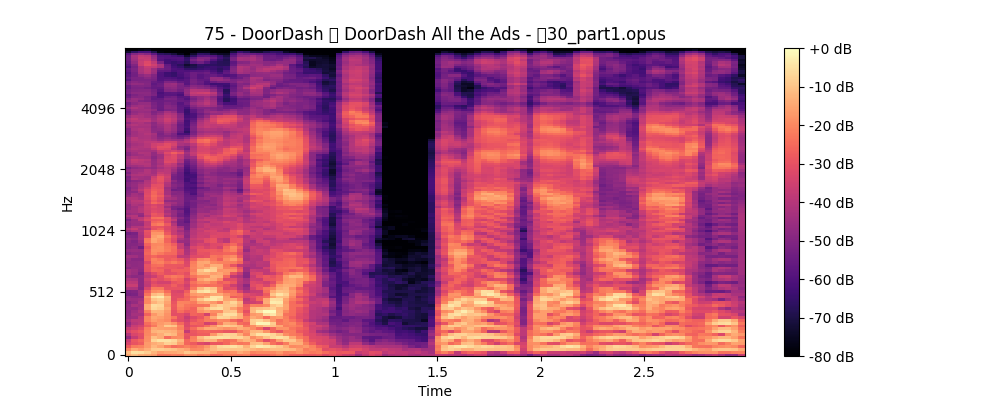 75 - DoorDash ▯ DoorDash All the Ads - ▯30_part1.opus
Hz
4096
2048
1024
512
0
0
0.5
1
1.5
2
2.5
Time
+0 dB
-10 dB
-20 dB
-30 dB
-40 dB
-50 dB
-60 dB
-70 dB
-80 dB